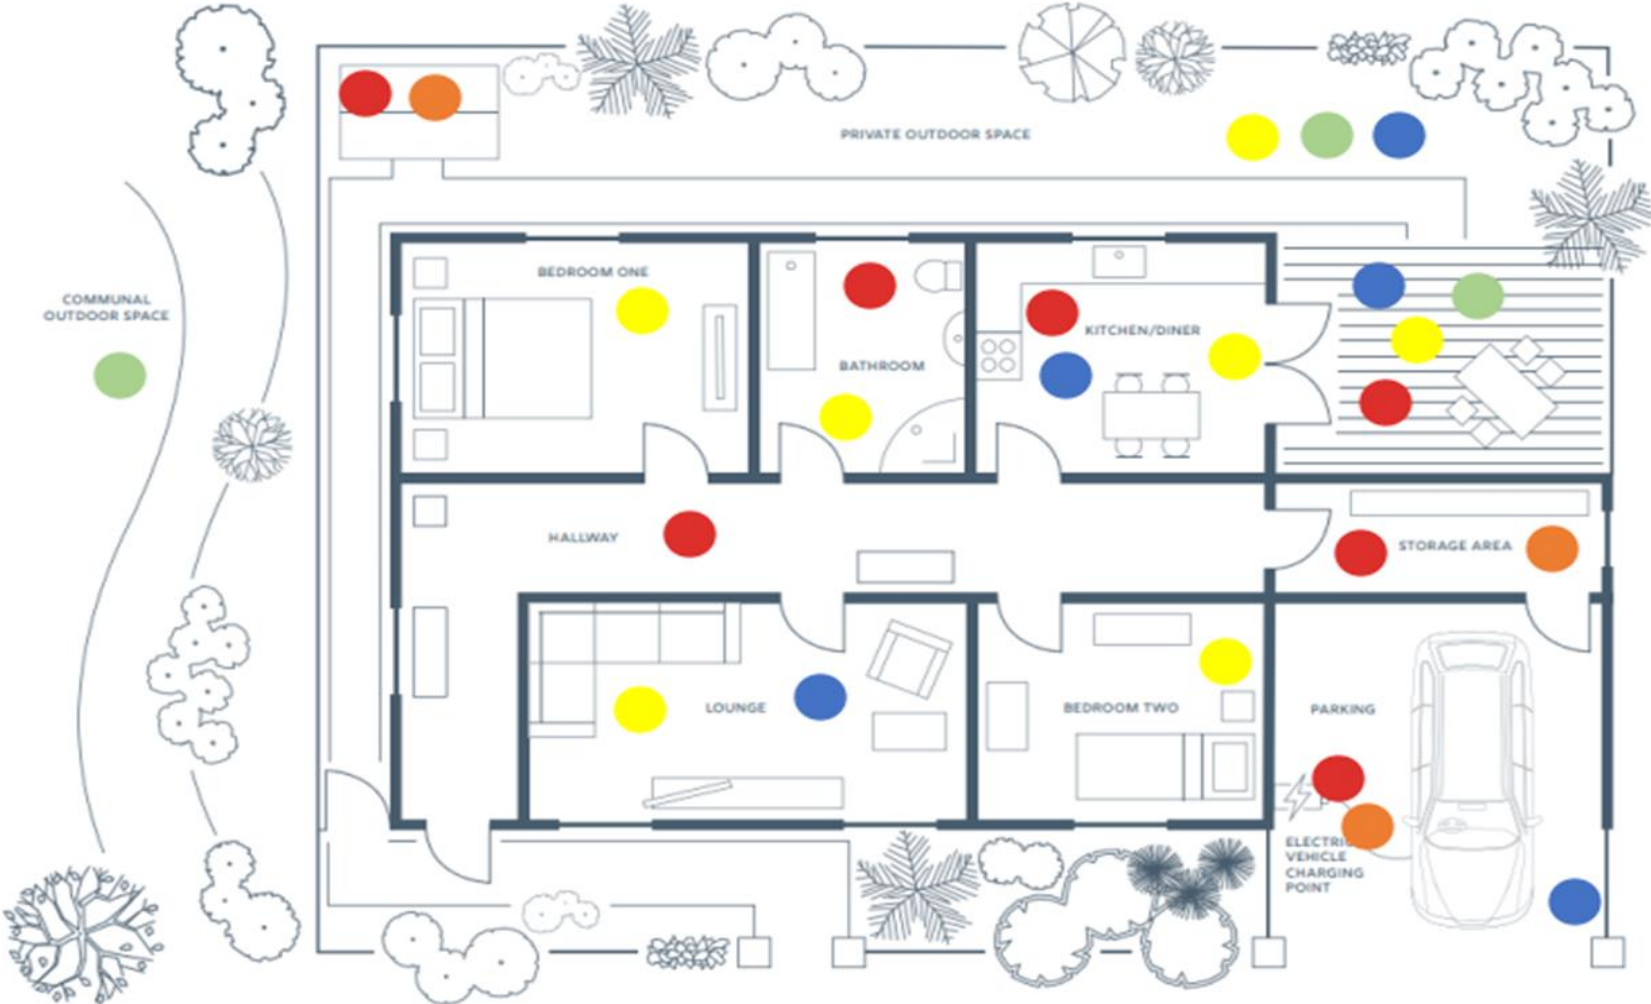 PRIVATE OUTDOOR SPACE
BEDROOM ONE
COMMUNAL
OUTDOOR SPACE
KITCHEN/DINER
BATHROOM
HALLWAY
STORAGE AREA
LOUNGE
BEDROOM TWO
PARKING
ELECTRIC
VEHICLE
CHARGING
POINT